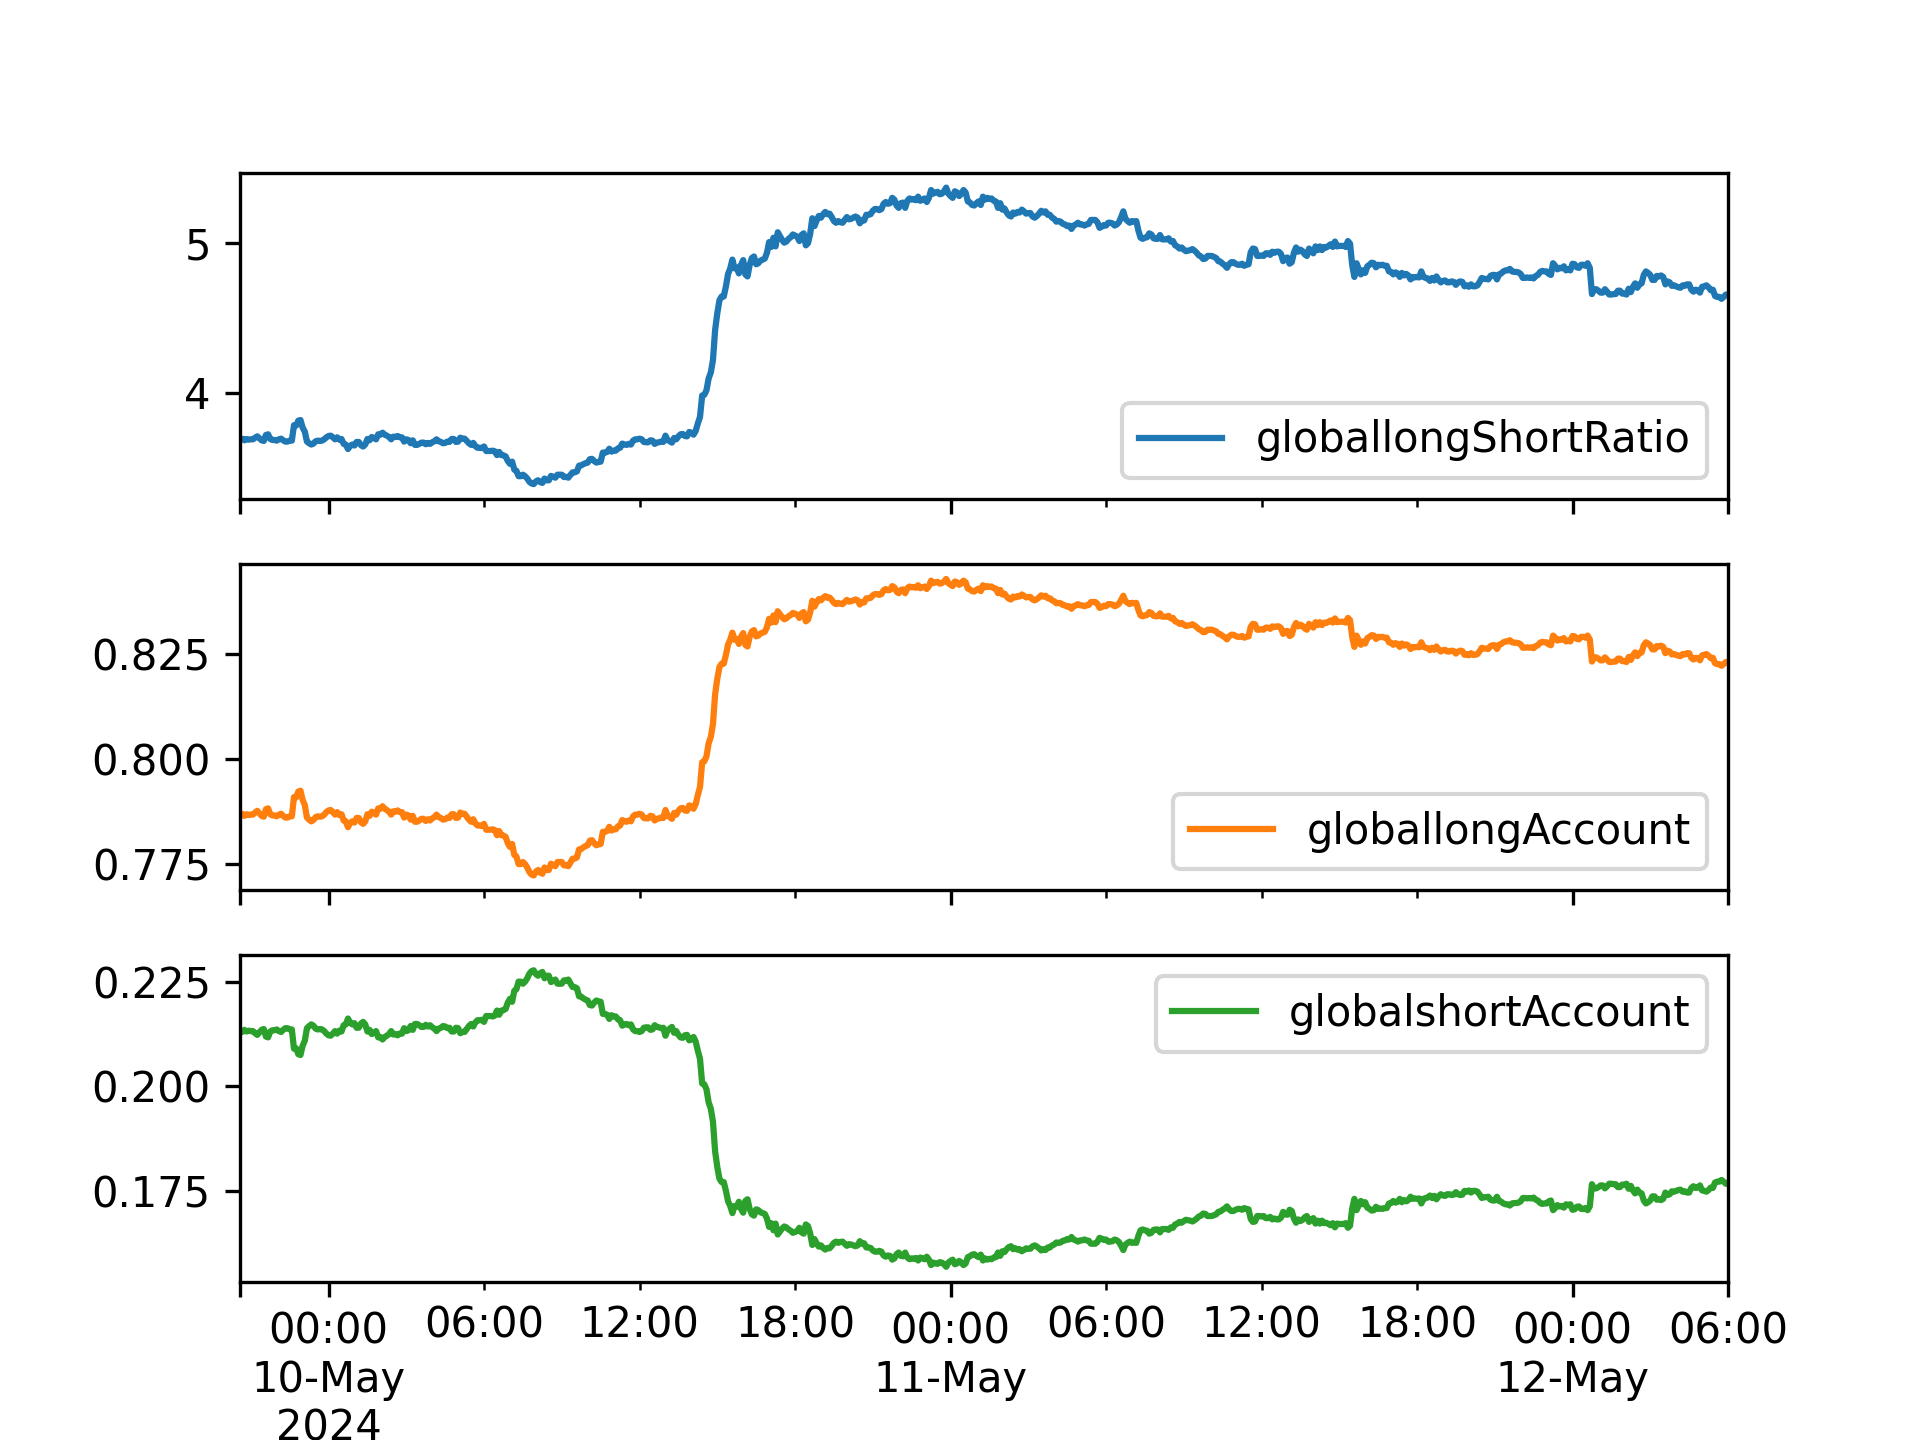 5
4
globallongShortRatio
0.825
0.800
0.775
globallongAccount
0.225
0.200
0.175
globalshortAccount
00:00 06:00 12:00 18:00 00:00 06:00 12:00 18:00 00:00 06:00
10-May 11-May 12-May
2024